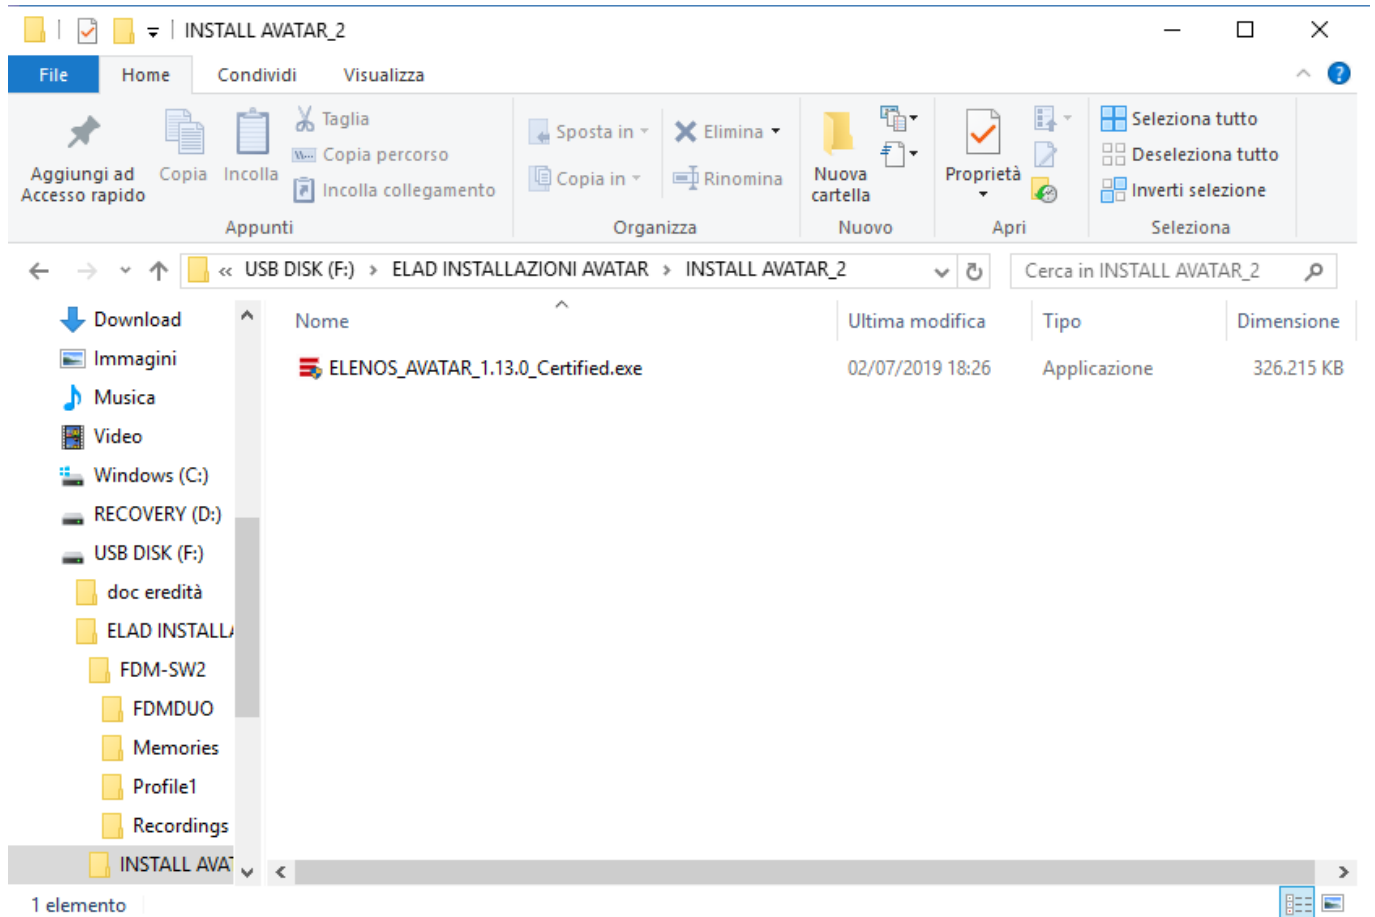 INSTALL AVATAR_2
File Home Condividi Visualizza
Aggiungi ad Accesso rapido
Copia
Incolla
Taglia
Copia percorso
Incolla collegamento
Appunti
Sposta in
Copia in
Elimina
Rinomina
Organizza
Nuova cartella
Nuovo
Proprietà
Apri
Seleziona tutto
Deseleziona tutto
Inverti selezione
Seleziona
« USB DISK (F:) > ELAD INSTALLAZIONI AVATAR > INSTALL AVATAR_2
Cerca in INSTALL AVATAR_2
Download
Immagini
Musica
Video
Windows (C:)
RECOVERY (D:)
USB DISK (F:)
doc eredità
ELAD INSTALLA
FDM-SW2
FDMDUO
Memories
Profile1
Recordings
INSTALL AVAT
Nome Ultima modifica Tipo Dimensione
ELENOS_AVATAR_1.13.0_Certified.exe 02/07/2019 18:26 Applicazione 326.215 KB
1 elemento